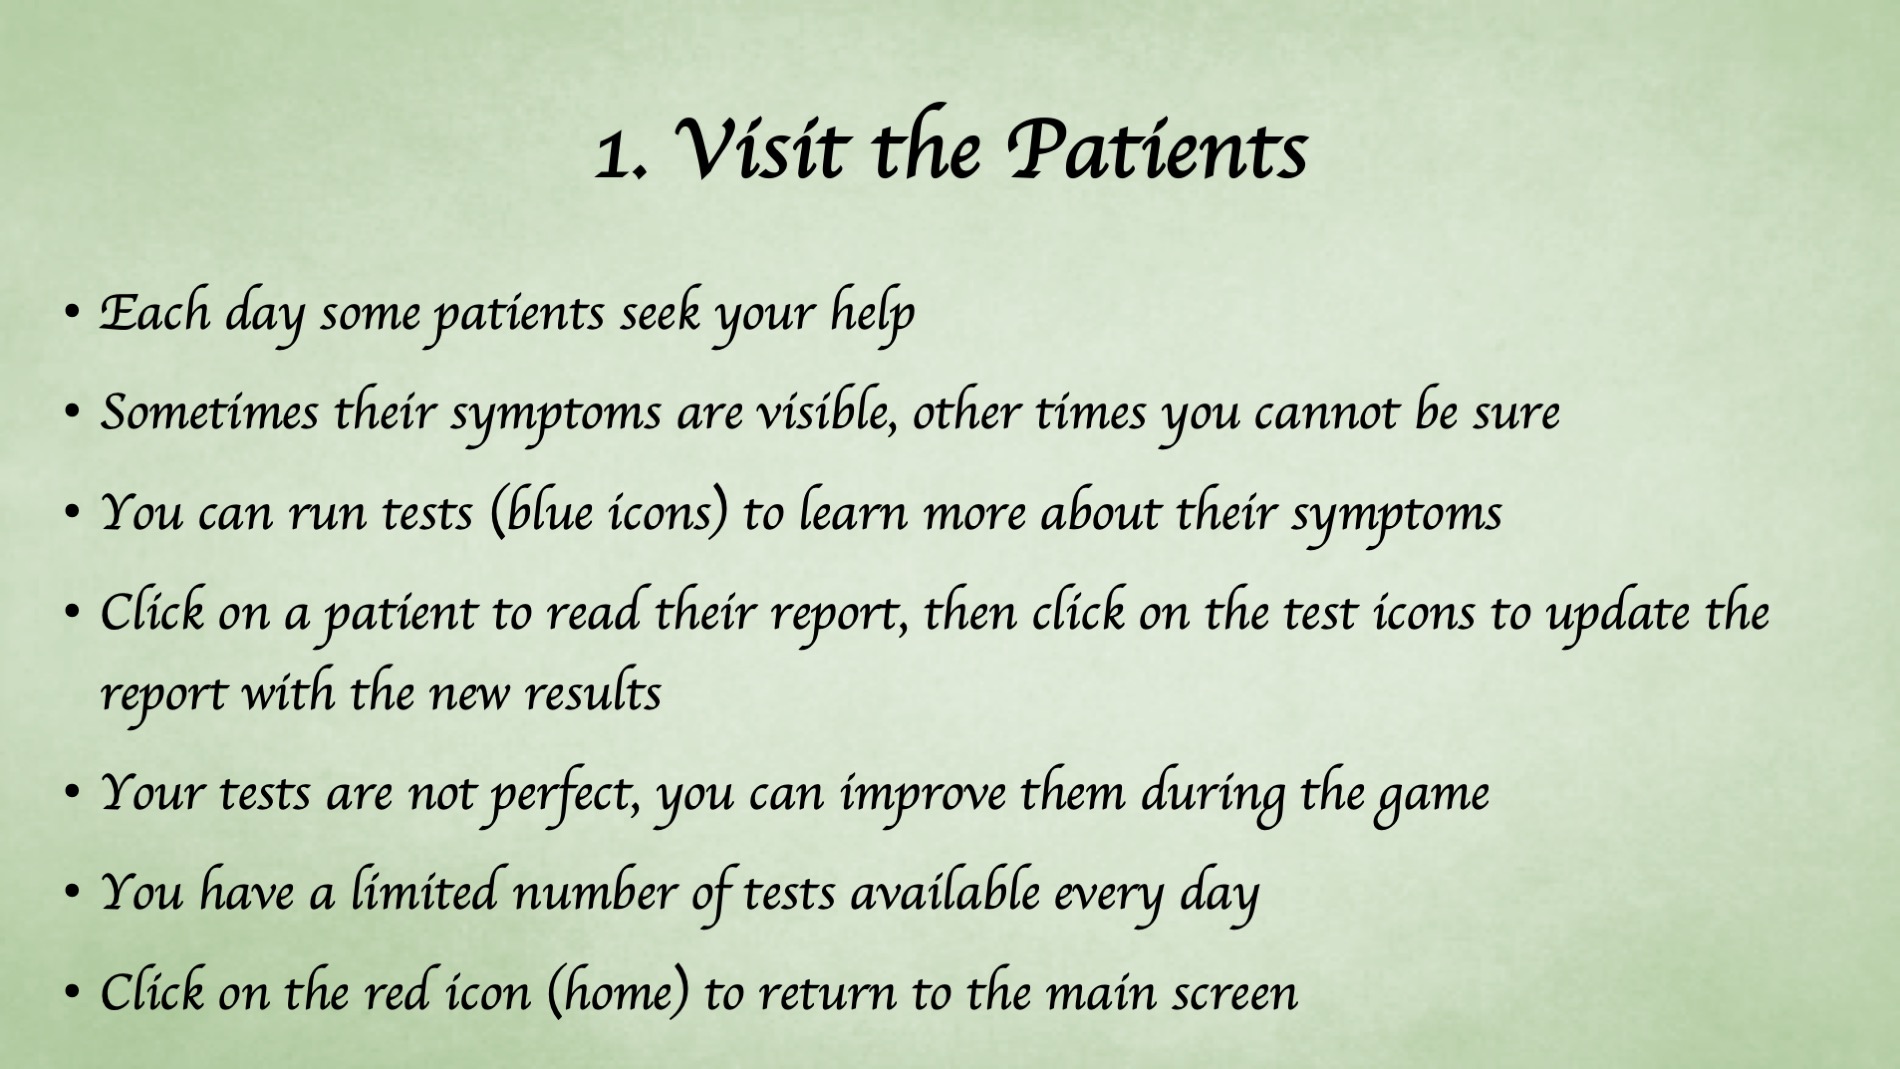 1. Visit the Patients
• Each day some patients seek your help
• Sometimes their symptoms are visible, other times you cannot be sure
• You can run tests (blue icons) to learn more about their symptoms
• Click on a patient to read their report, then click on the test icons to update the
report with the new results
• Your tests are not perfect, you can improve them during the game
• You have a limited number of tests available every day
• Click on the red icon (home) to return to the main screen